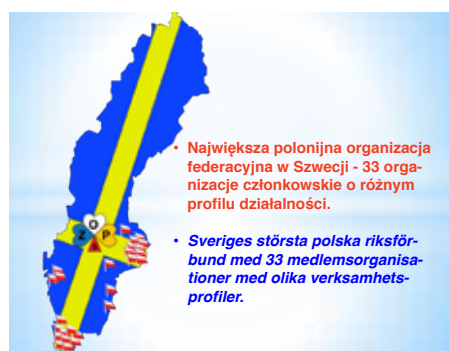 • Największa polonijna organizacja
federacyjna w Szwecji - 33 orga-
nizacje członkowskie o różnym
profilu działalności.
O
Z P
• Sveriges största polska riksför-
bund med 33 medlemsorganisa-
tioner med olika verksamhets-
profiler.